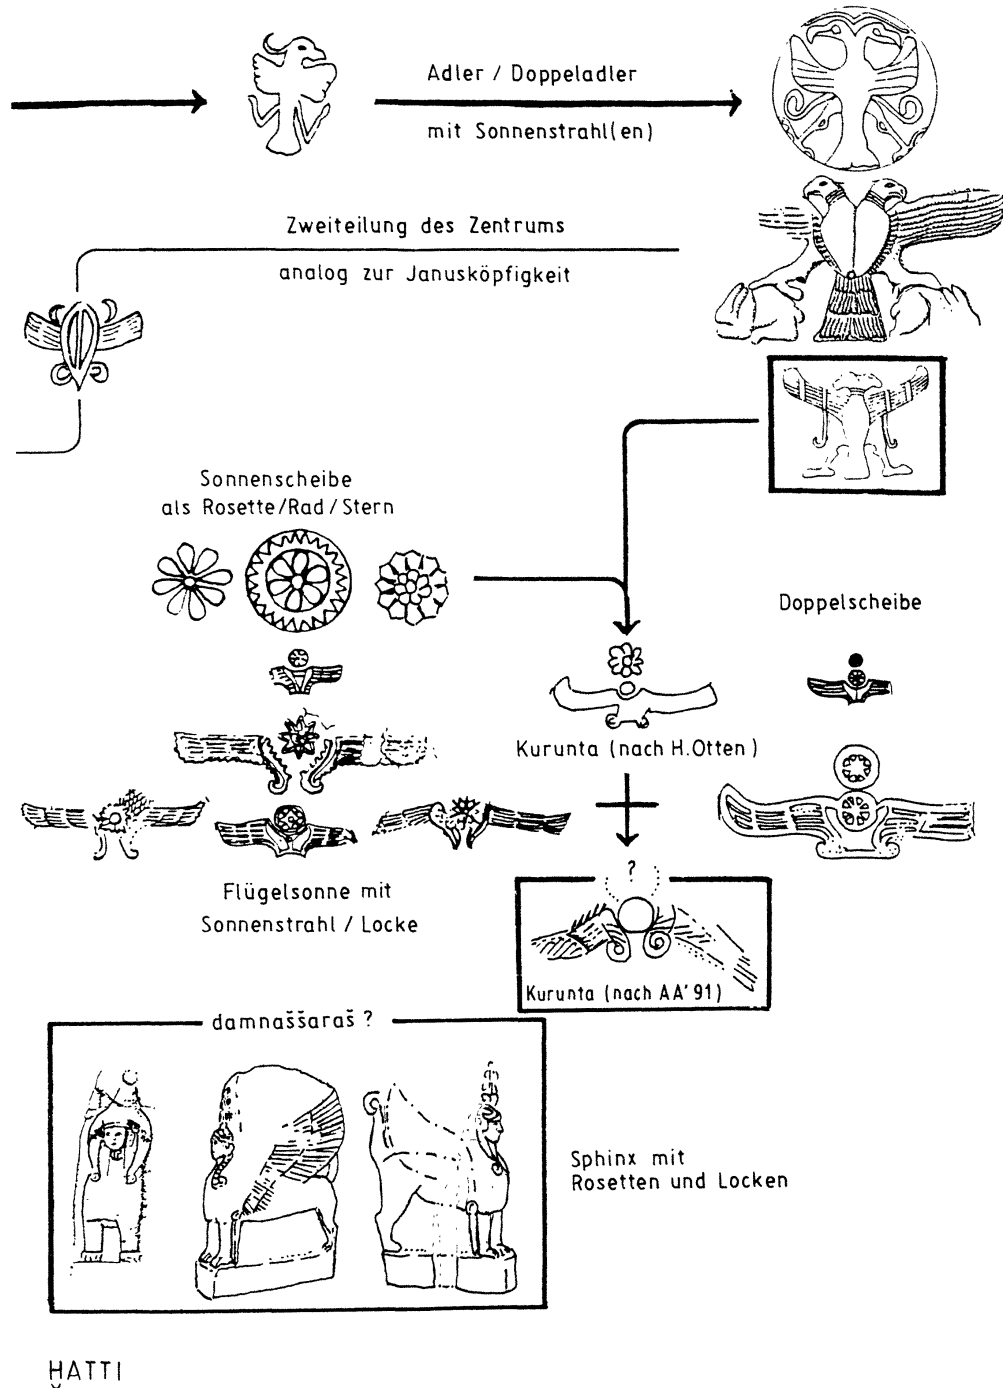 Adler / Doppeladler
mit Sonnenstrahl(en)
Zweiteilung des Zentrums
analog zur Janusköpfigkeit
Sonnenscheibe
als Rosette/Rad/Stern
Doppelscheibe
Kurunta (nach H.Otten)
Flügelsonne mit
Sonnenstrahl / Locke
?
Kurunta (nach AA'91)
damnaššaraš ?
Sphinx mit
Rosetten und Locken
ḪATTI